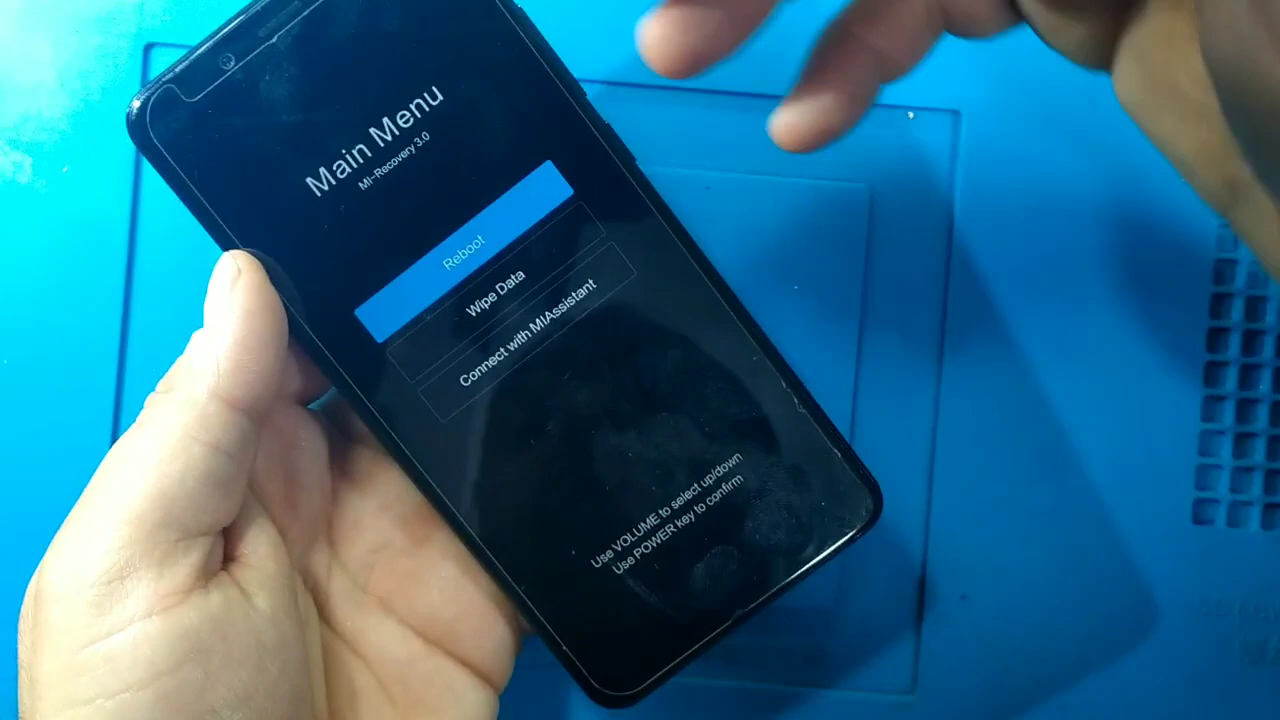 Main Menu
MI-Recovery 3.0
Reboot
Wipe Data
Connect with MIAssistant
Use VOLUME to select up/down
Use POWER key to confirm